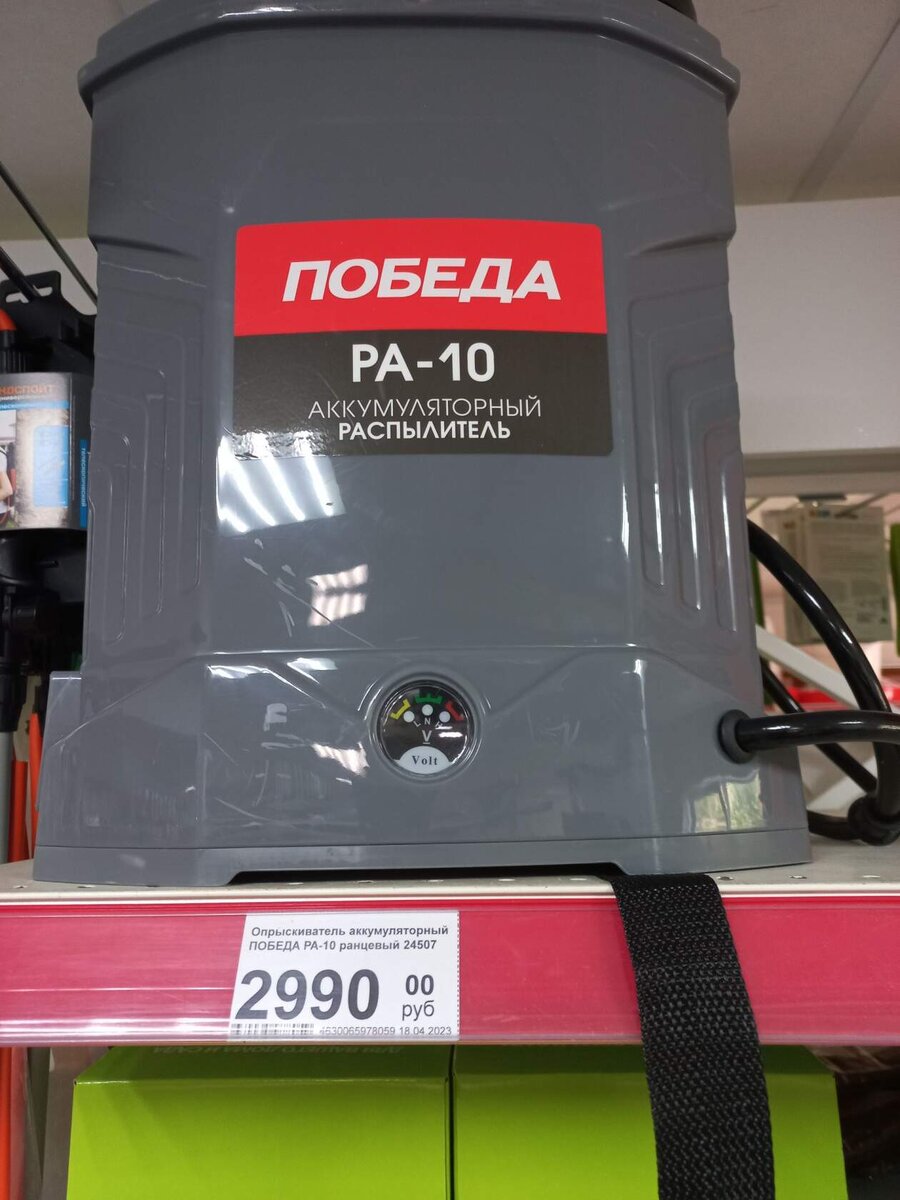 ПОБЕДА
РА-10
АККУМУЛЯТОРНЫЙ
РАСПЫЛИТЕЛЬ
L N H
V
Volt
Опрыскиватель аккумуляторный
ПОБЕДА РА-10 ранцевый 24507
2990 00
руб
4630065978059 18.04.2023